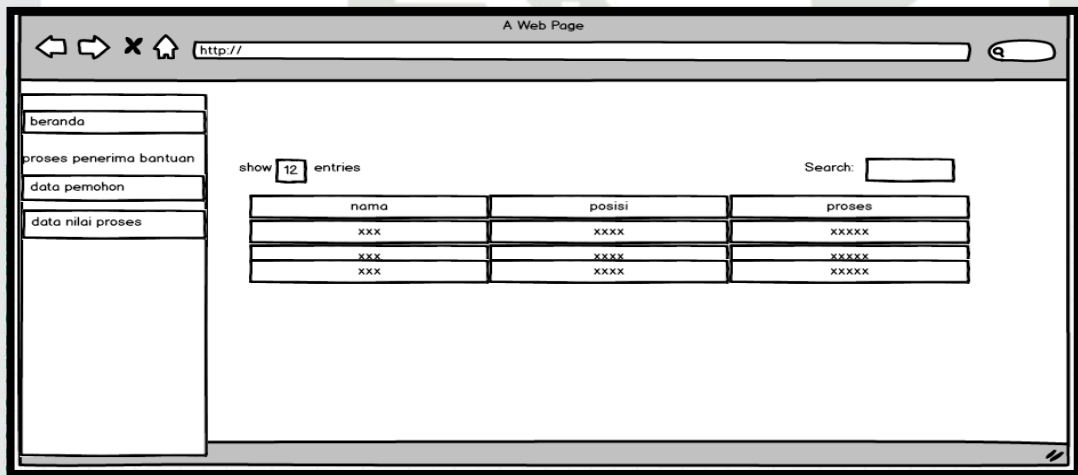 A Web Page
http://
beranda
proses penerima bantuan
data pemohon
data nilai proses
show 12 entries Search:
nama posisi proses
xxx xxxx xxxxx
xxx xxxx xxxxx
xxx xxxx xxxxx